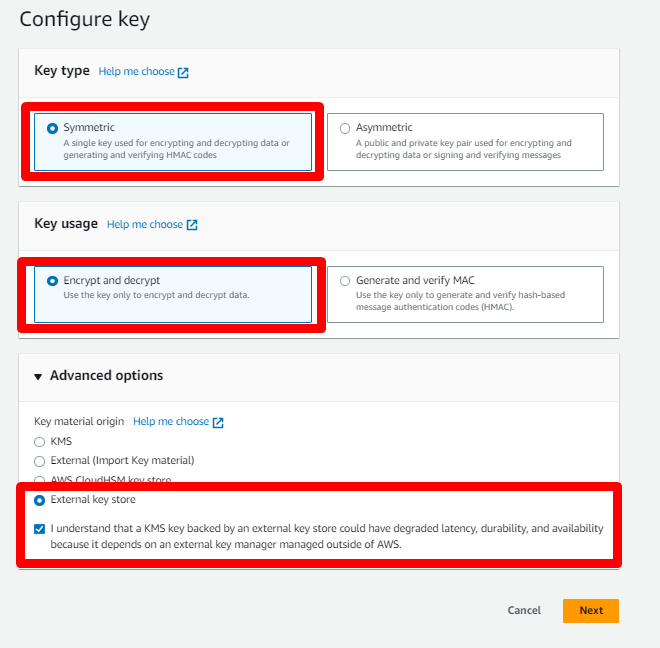 Configure key
Key type Help me choose
Symmetric
A single key used for encrypting and decrypting data or
generating and verifying HMAC codes
Asymmetric
A public and private key pair used for encrypting and
decrypting data or signing and verifying messages
Key usage Help me choose
Encrypt and decrypt
Use the key only to encrypt and decrypt data.
Generate and verify MAC
Use the key only to generate and verify hash-based
message authentication codes (HMAC).
Advanced options
Key material origin Help me choose
KMS
External (Import Key material)
AWS CloudHSM key store
External key store
I understand that a KMS key backed by an external key store could have degraded latency, durability, and availability
because it depends on an external key manager managed outside of AWS.
Cancel Next